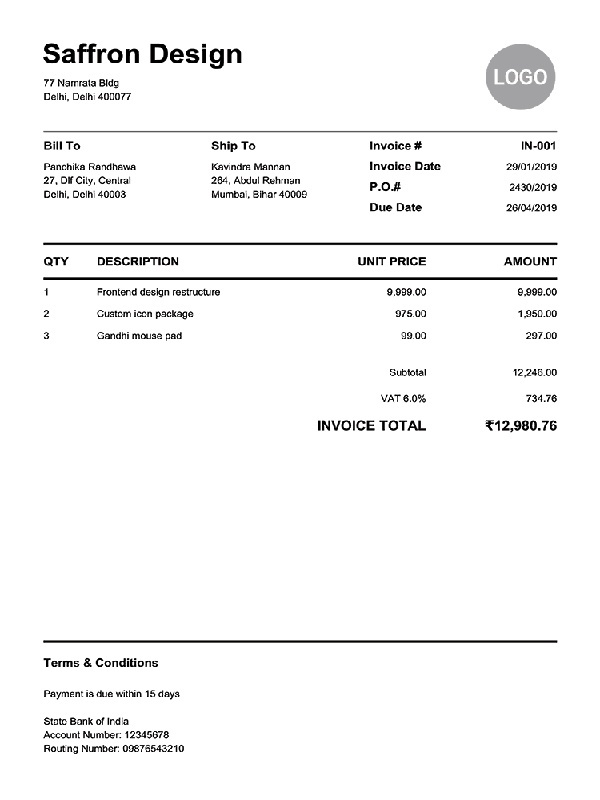 Saffron Design
LOGO
77 Namrata Bldg
Delhi, Delhi 400077
Bill To
Panchika Randhawa
27, Dlf City, Central
Delhi, Delhi 40003
Ship To
Kavindra Mannan
264, Abdul Rehman
Mumbai, Bihar 40009
Invoice # IN-001
Invoice Date 29/01/2019
P.O.# 2430/2019
Due Date 26/04/2019
QTY DESCRIPTION UNIT PRICE AMOUNT
1 Frontend design restructure 9,999.00 9,999.00
2 Custom icon package 975.00 1,950.00
3 Gandhi mouse pad 99.00 297.00
Subtotal 12,246.00
VAT 6.0% 734.76
INVOICE TOTAL ₹12,980.76
Terms & Conditions
Payment is due within 15 days
State Bank of India
Account Number: 12345678
Routing Number: 09876543210